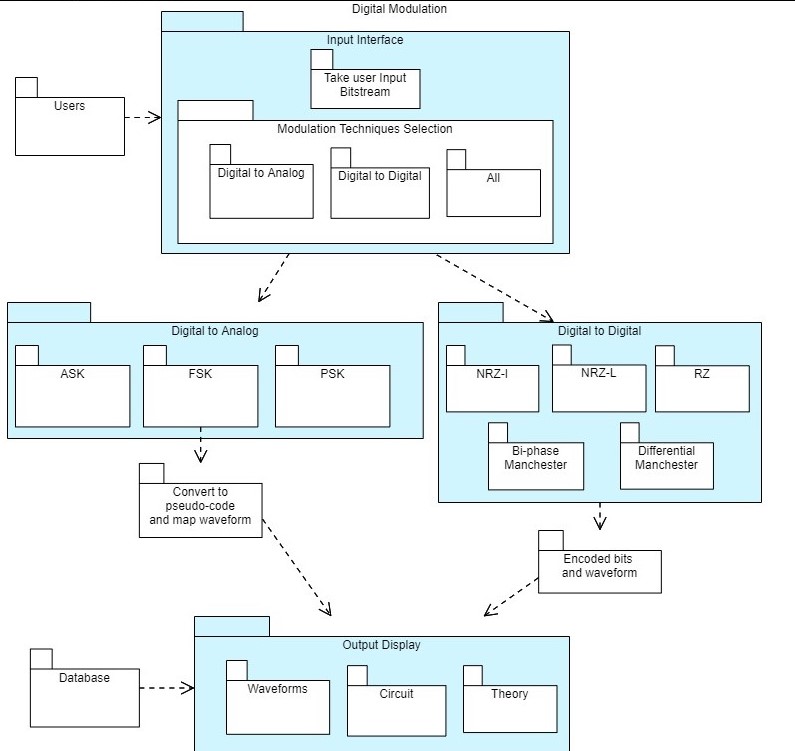 Digital Modulation
Input Interface
Take user Input
Bitstream
Users
Modulation Techniques Selection
Digital to Analog
Digital to Digital
All
Digital to Analog
ASK
FSK
PSK
Digital to Digital
NRZ-I
NRZ-L
RZ
Bi-phase
Manchester
Differential
Manchester
Convert to
pseudo-code
and map waveform
Encoded bits
and waveform
Output Display
Database
Waveforms
Circuit
Theory